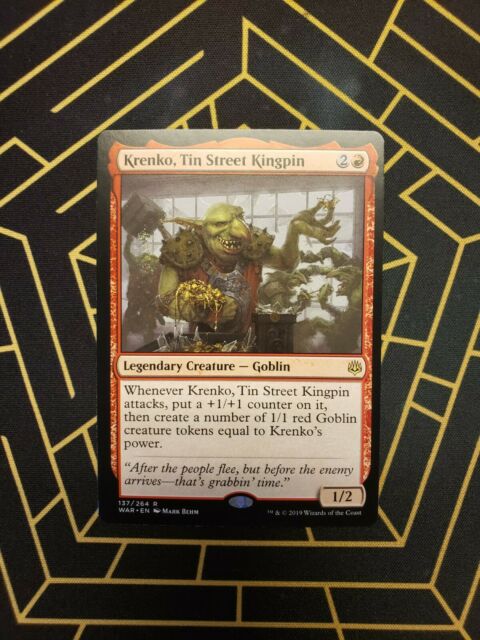 Krenko, Tin Street Kingpin 2
Legendary Creature — Goblin
Whenever Krenko, Tin Street Kingpin
attacks, put a +1/+1 counter on it,
then create a number of 1/1 red Goblin
creature tokens equal to Krenko's
power.
“After the people flee, but before the enemy
arrives—that's grabbin' time.”
1/2
137/264 R
WAR • EN Mark Behm
™ & © 2019 Wizards of the Coast